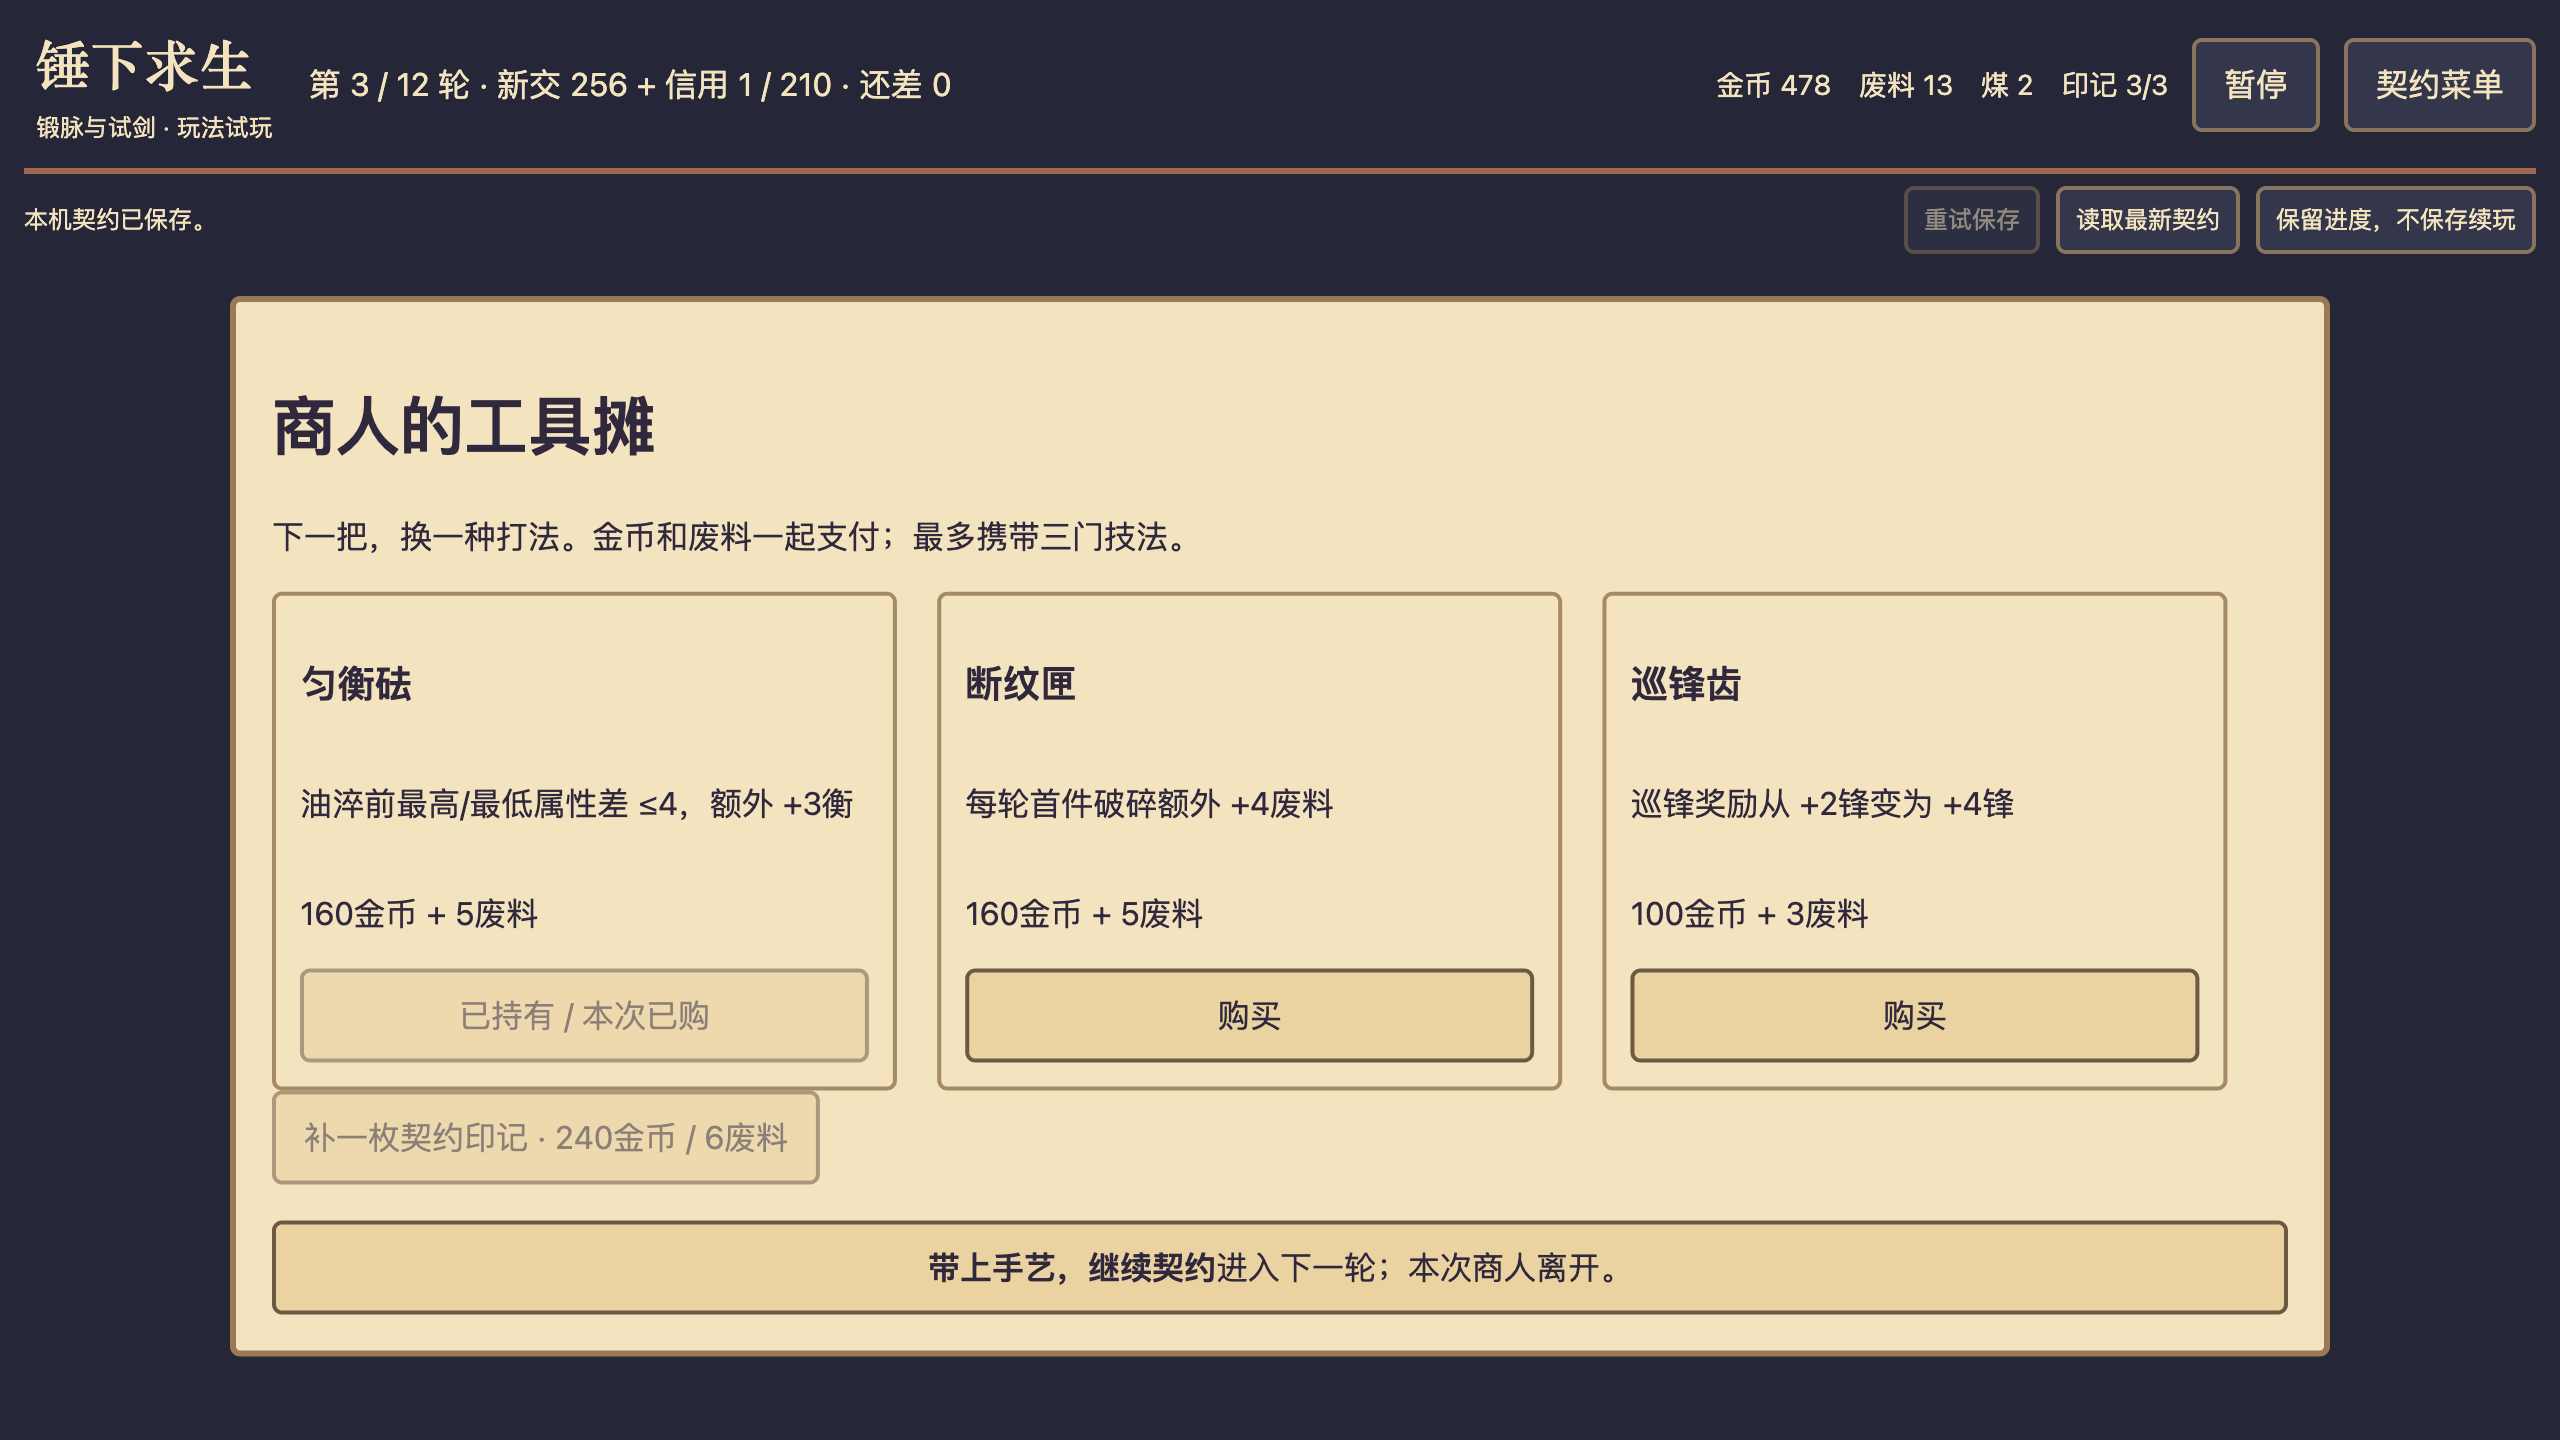 锤下求生
锻脉与试剑 · 玩法试玩
第 3 / 12 轮 · 新交 256 + 信用 1 / 210 · 还差 0
金币 478 废料 13 煤 2 印记 3/3
暂停
契约菜单
本机契约已保存。
重试保存
读取最新契约
保留进度，不保存续玩
商人的工具摊
下一把，换一种打法。金币和废料一起支付；最多携带三门技法。
匀衡砝
油淬前最高/最低属性差 ≤4，额外 +3衡
160金币 + 5废料
已持有 / 本次已购
断纹匣
每轮首件破碎额外 +4废料
160金币 + 5废料
购买
巡锋齿
巡锋奖励从 +2锋变为 +4锋
100金币 + 3废料
购买
补一枚契约印记 · 240金币 / 6废料
带上手艺，继续契约进入下一轮；本次商人离开。